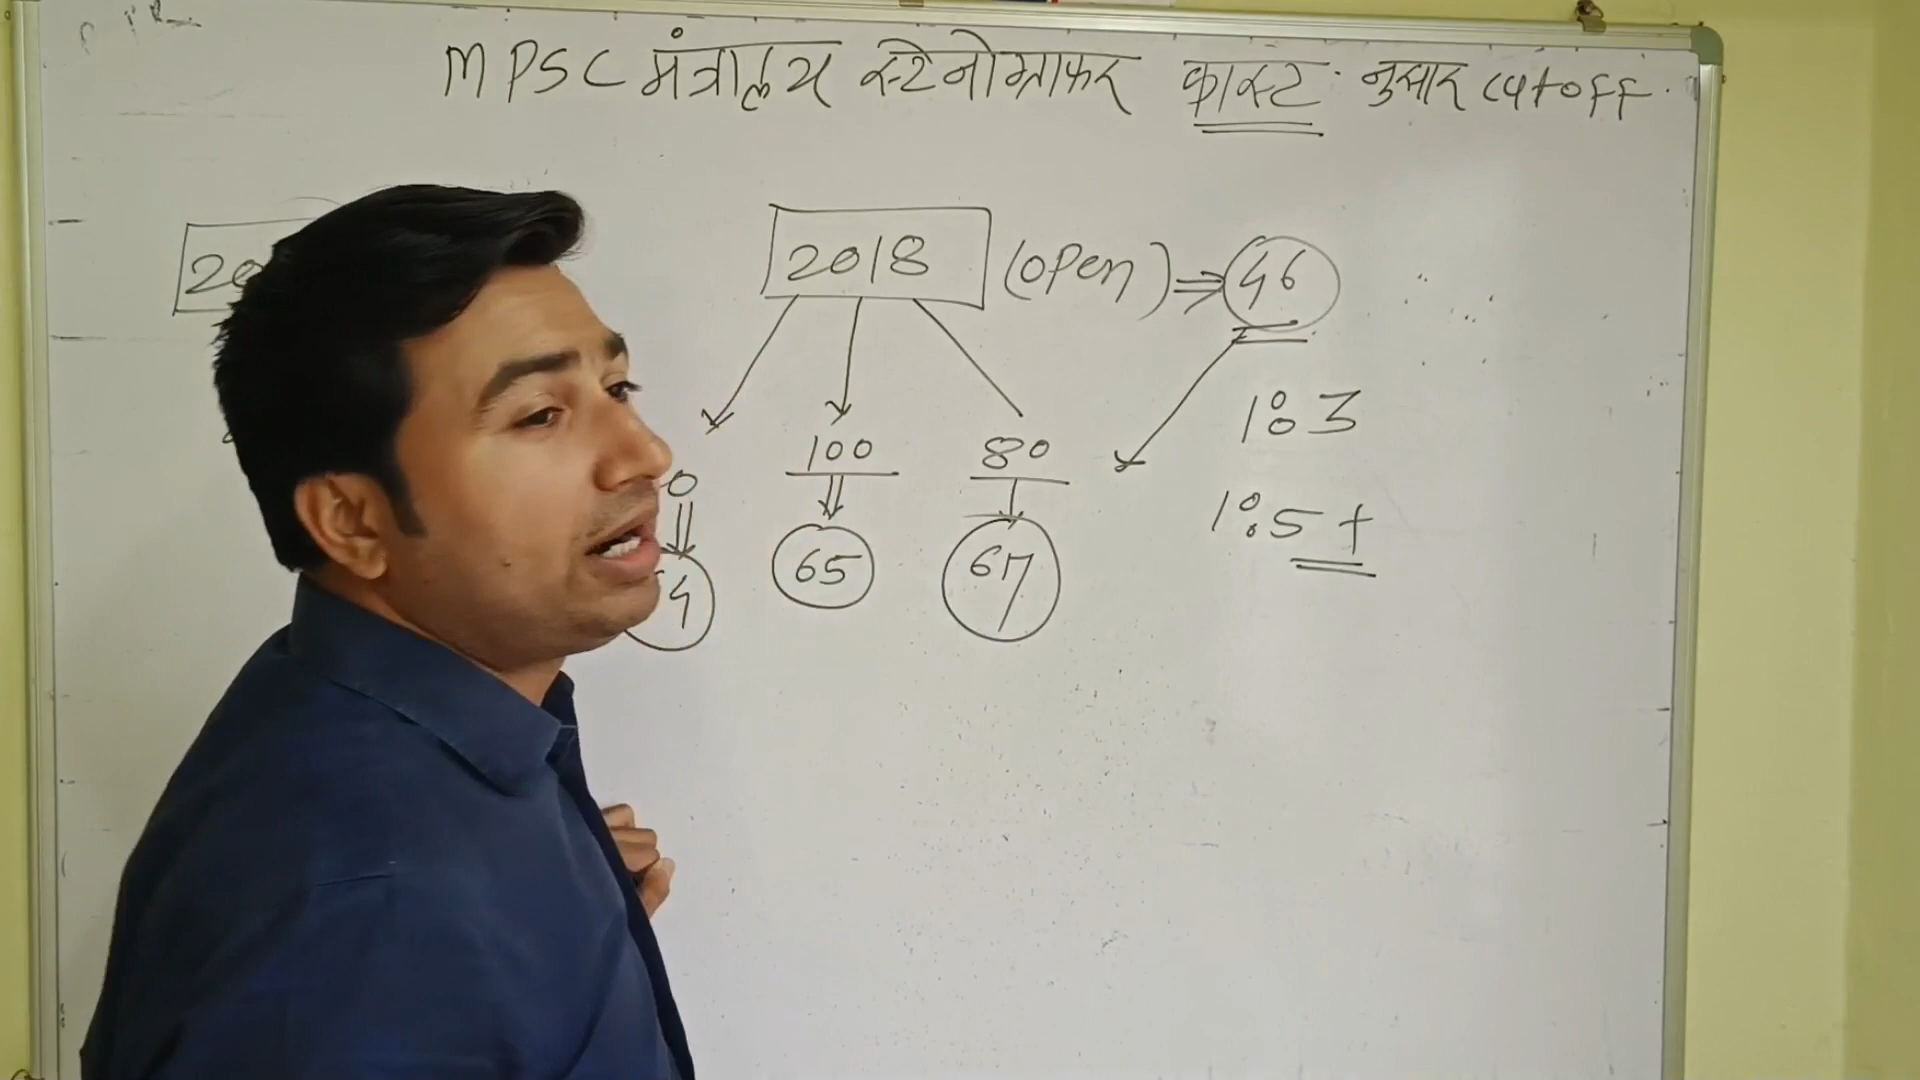 MPSC मंत्रालय स्टेनोग्राफर कास्ट नुसार cutoff.
2018 (open) ⇒ 46
1:3
100 80
1:5+
65 67